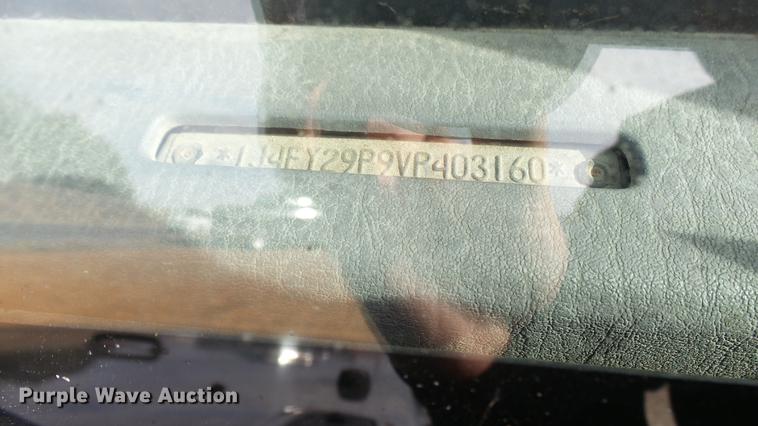 *1J4FY29P9VP403160*
Purple Wave Auction